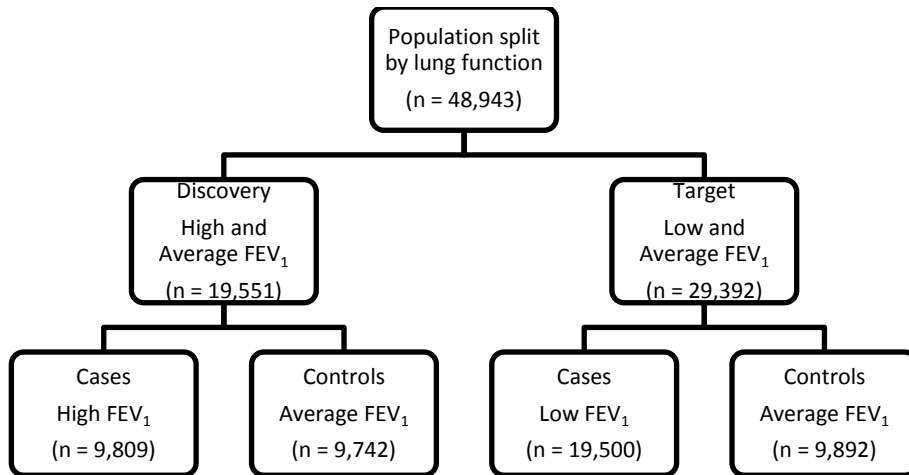 Population split
by lung function
(n = 48,943)
Discovery
High and
Average FEV₁
(n = 19,551)
Target
Low and
Average FEV₁
(n = 29,392)
Cases
High FEV₁
(n = 9,809)
Controls
Average FEV₁
(n = 9,742)
Cases
Low FEV₁
(n = 19,500)
Controls
Average FEV₁
(n = 9,892)